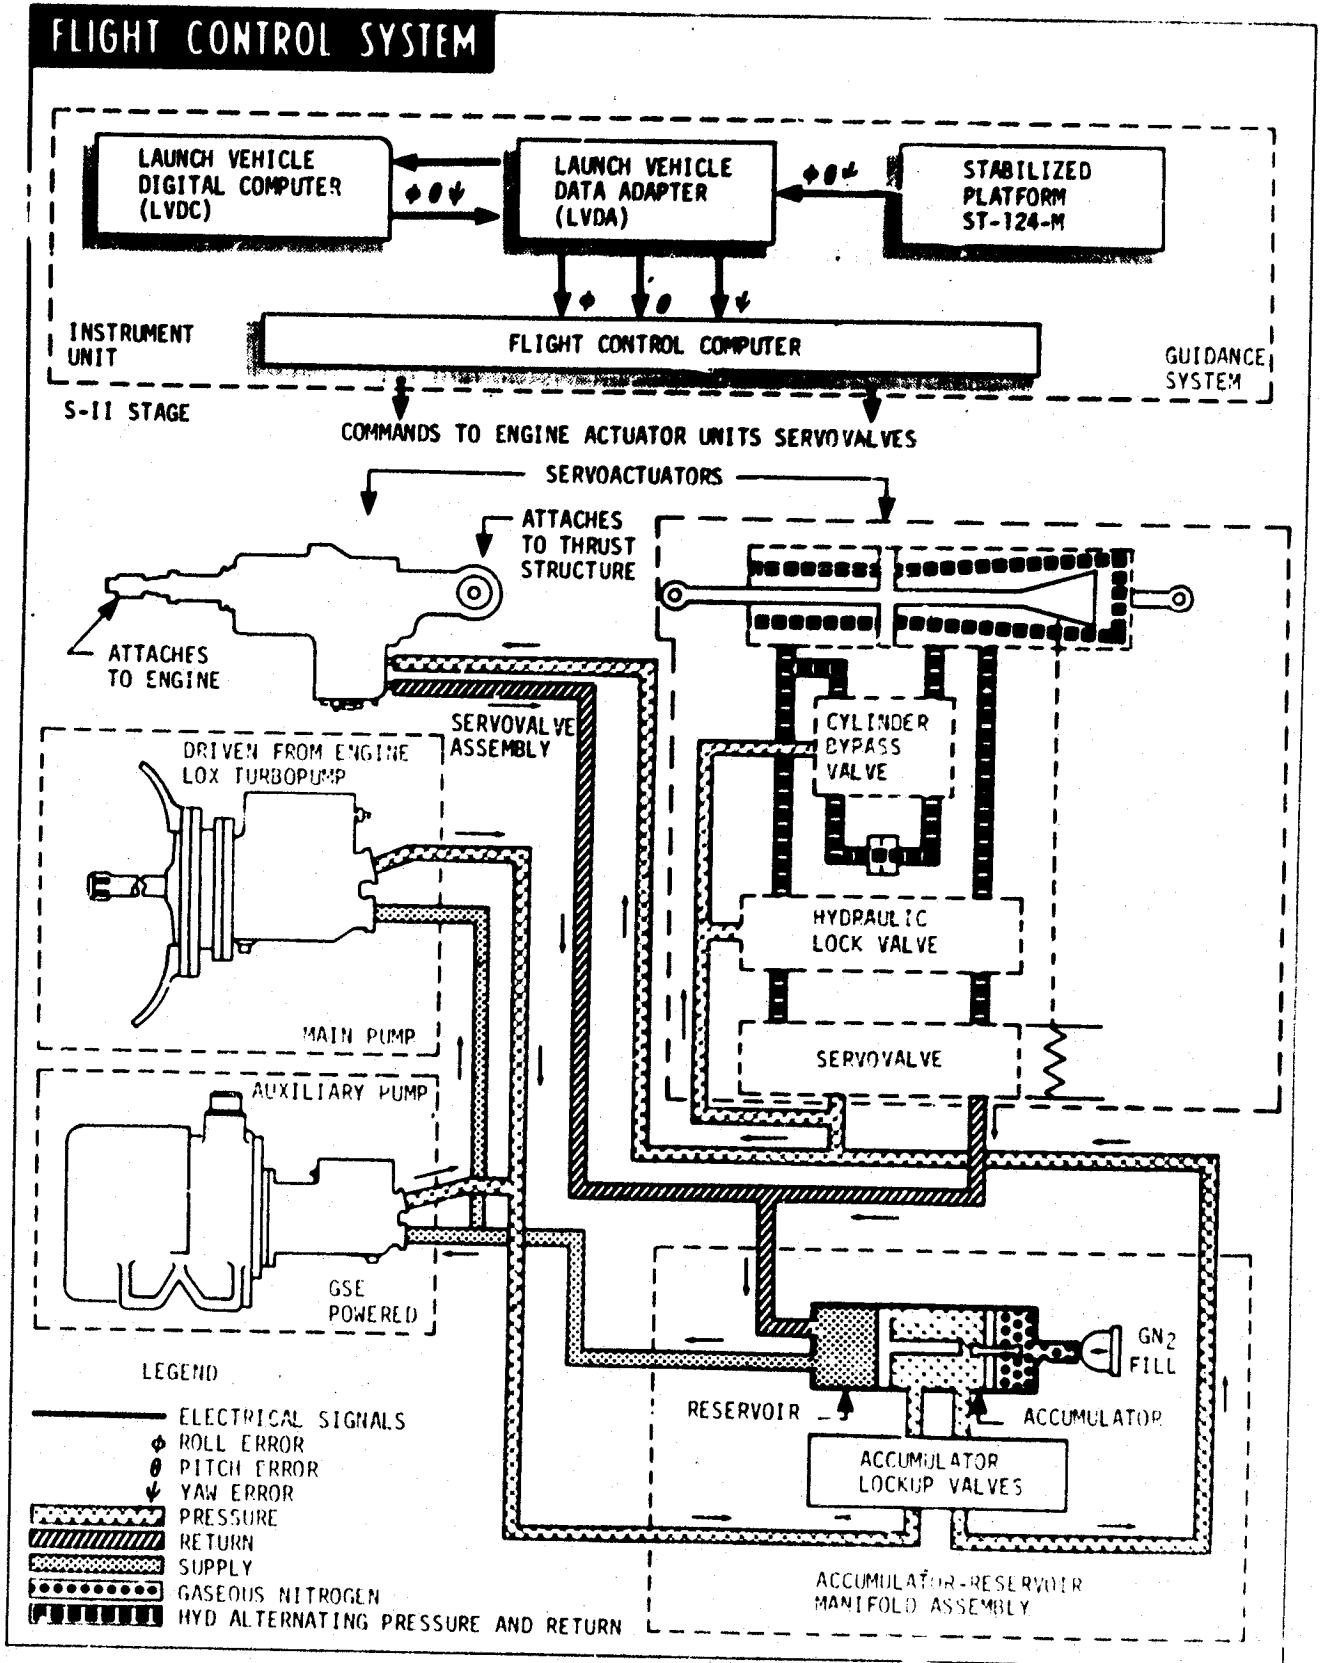 FLIGHT CONTROL SYSTEM
LAUNCH VEHICLE
DIGITAL COMPUTER
(LVDC)
ϕ θ ψ
LAUNCH VEHICLE
DATA ADAPTER
(LVDA)
ϕ θ ψ
STABILIZED
PLATFORM
ST-124-M
ϕ
θ
ψ
INSTRUMENT
UNIT
FLIGHT CONTROL COMPUTER
GUIDANCE
SYSTEM
S-II STAGE
COMMANDS TO ENGINE ACTUATOR UNITS SERVOVALVES
SERVOACTUATORS
ATTACHES
TO THRUST
STRUCTURE
ATTACHES
TO ENGINE
SERVOVALVE
ASSEMBLY
CYLINDER
BYPASS
VALVE
DRIVEN FROM ENGINE
LOX TURBOPUMP
MAIN PUMP
HYDRAULIC
LOCK VALVE
SERVOVALVE
AUXILIARY PUMP
GSE
POWERED
GN2
FILL
RESERVOIR
ACCUMULATOR
ACCUMULATOR
LOCKUP VALVES
ACCUMULATOR-RESERVOIR
MANIFOLD ASSEMBLY
LEGEND
ELECTRICAL SIGNALS
ϕ ROLL ERROR
θ PITCH ERROR
ψ YAW ERROR
PRESSURE
RETURN
SUPPLY
GASEOUS NITROGEN
HYD ALTERNATING PRESSURE AND RETURN